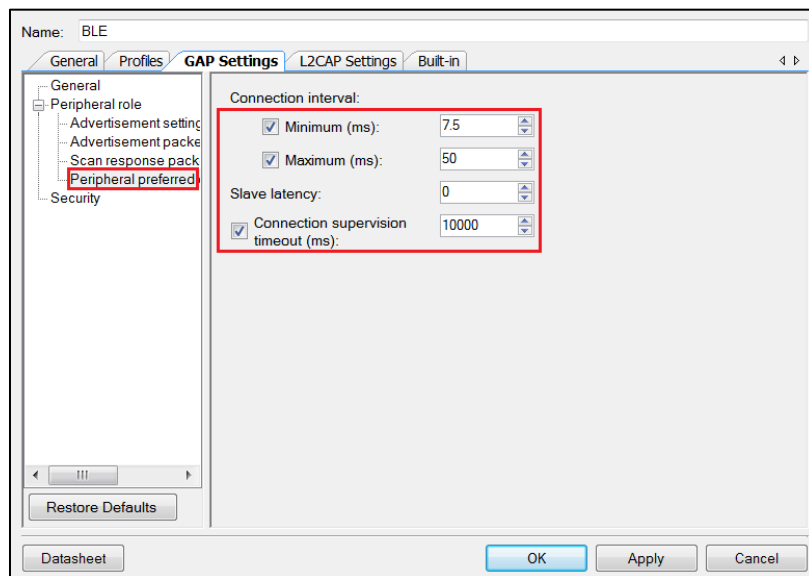 Name: BLE
General Profiles GAP Settings L2CAP Settings Built-in
General
Peripheral role
Advertisement setting
Advertisement packe
Scan response pack
Peripheral preferred
Security
Connection interval:
Minimum (ms): 7.5
Maximum (ms): 50
Slave latency: 0
Connection supervision
timeout (ms): 10000
Restore Defaults
Datasheet OK Apply Cancel